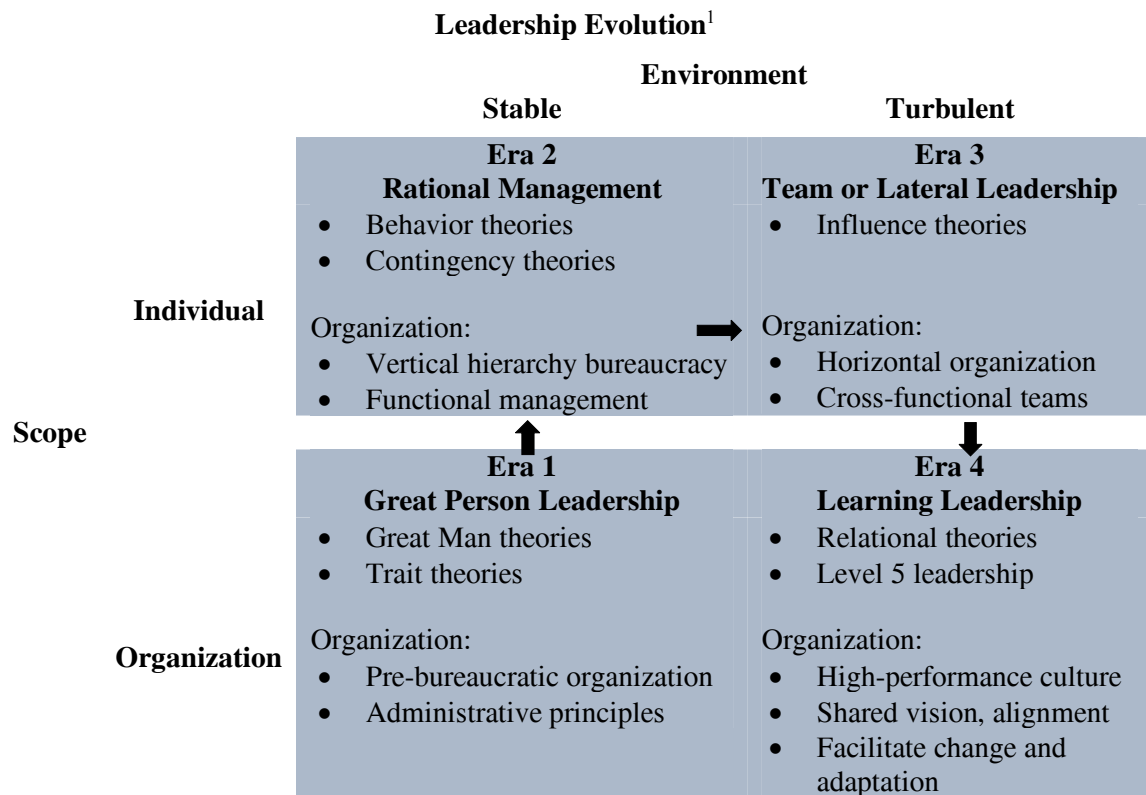 Leadership Evolution1
Environment
Stable
Turbulent
Era 2
Rational Management
• Behavior theories
• Contingency theories
Organization:
• Vertical hierarchy bureaucracy
• Functional management
Era 3
Team or Lateral Leadership
• Influence theories
Organization:
• Horizontal organization
• Cross-functional teams
Individual
Scope
Era 1
Great Person Leadership
• Great Man theories
• Trait theories
Organization:
• Pre-bureaucratic organization
• Administrative principles
Era 4
Learning Leadership
• Relational theories
• Level 5 leadership
Organization:
• High-performance culture
• Shared vision, alignment
• Facilitate change and
adaptation
Organization